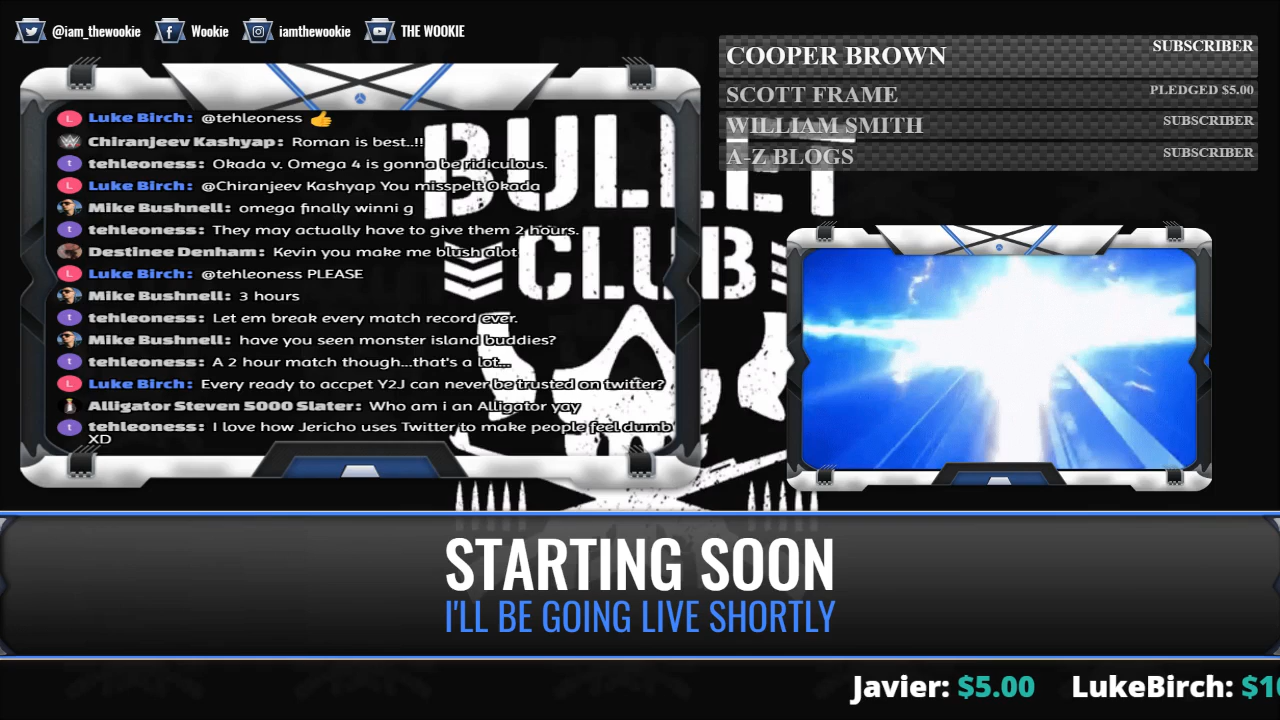 @iam_thewookie Wookie iamthewookie THE WOOKIE
COOPER BROWN SUBSCRIBER
SCOTT FRAME PLEDGED $5.00
WILLIAM SMITH SUBSCRIBER
A-Z BLOGS SUBSCRIBER
Luke Birch: @tehleoness 👍
Chiranjeev Kashyap: Roman is best..!!
tehleoness: Okada v. Omega 4 is gonna be ridiculous.
Luke Birch: @Chiranjeev Kashyap You misspelt Okada
Mike Bushnell: omega finally winni g
tehleoness: They may actually have to give them 2 hours.
Destinee Denham: Kevin you make me blush alot
Luke Birch: @tehleoness PLEASE
Mike Bushnell: 3 hours
tehleoness: Let em break every match record ever.
Mike Bushnell: have you seen monster island buddies?
tehleoness: A 2 hour match though...that's a lot...
Luke Birch: Every ready to accpet Y2J can never be trusted on twitter?
Alligator Steven 5000 Slater: Who am i an Alligator yay
tehleoness: I love how Jericho uses Twitter to make people feel dumb
XD
BULLET
CLUB
STARTING SOON
I'LL BE GOING LIVE SHORTLY
Javier: $5.00 LukeBirch: